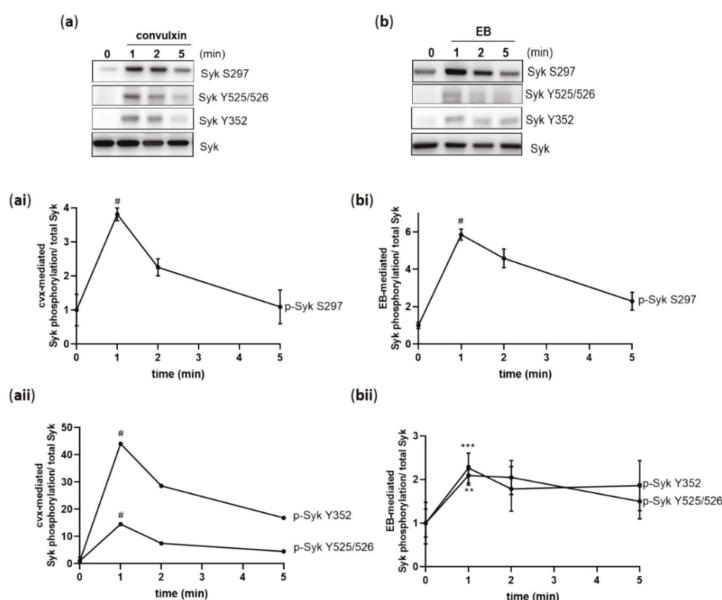 (a)
convulxin
0 1 2 5 (min)
Syk S297
Syk Y525/526
Syk Y352
Syk
(b)
EB
0 1 2 5 (min)
Syk S297
Syk Y525/526
Syk Y352
Syk
(ai)
cvx-mediated
Syk phosphorylation/ total Syk
4
3
2
1
0
#
p-Syk S297
0 1 2 3 4 5
time (min)
(bi)
EB-mediated
Syk phosphorylation/ total Syk
6
4
2
0
#
p-Syk S297
0 1 2 3 4 5
time (min)
(aii)
cvx-mediated
Syk phosphorylation/ total Syk
50
40
30
20
10
0
#
#
p-Syk Y352
p-Syk Y525/526
0 1 2 3 4 5
time (min)
(bii)
EB-mediated
Syk phosphorylation/ total Syk
3
2
1
0
***
**
p-Syk Y352
p-Syk Y525/526
0 1 2 3 4 5
time (min)